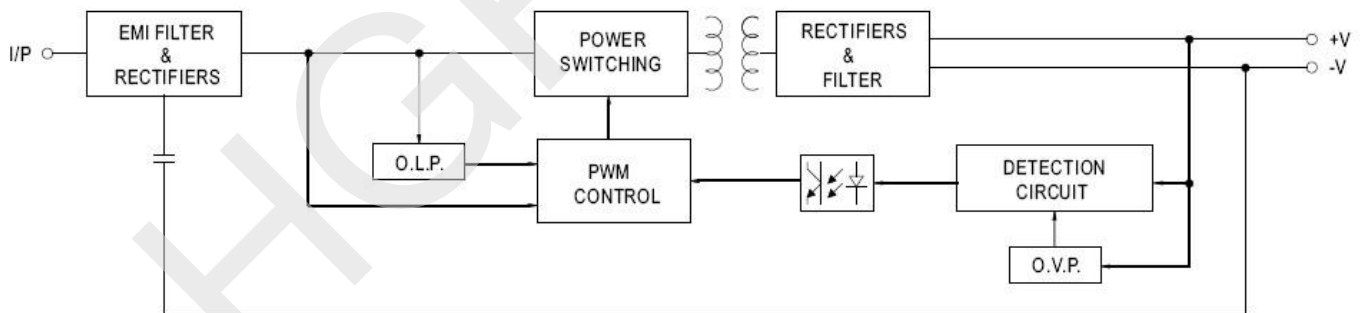 I/P
EMI FILTER
&
RECTIFIERS
POWER
SWITCHING
RECTIFIERS
&
FILTER
+V
-V
O.L.P.
PWM
CONTROL
DETECTION
CIRCUIT
O.V.P.